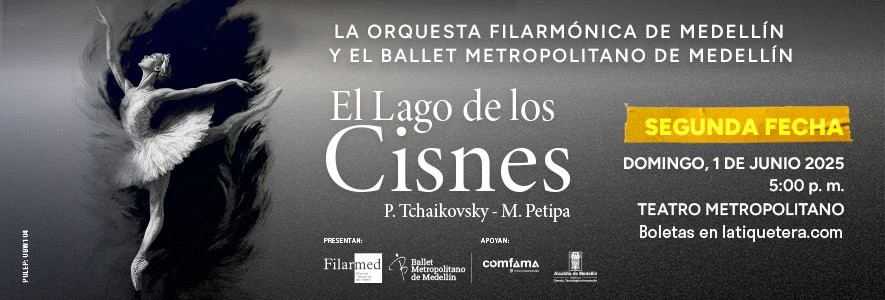 LA ORQUESTA FILARMÓNICA DE MEDELLÍN
Y EL BALLET METROPOLITANO DE MEDELLÍN
El Lago de los
Cisnes
P. Tchaikovsky - M. Petipa
SEGUNDA FECHA
DOMINGO, 1 DE JUNIO 2025
5:00 p. m.
TEATRO METROPOLITANO
Boletas en latiquetera.com
PRESENTAN:
Filarmed
Ballet
Metropolitano
de Medellín
APOYAN:
comfama
Alcaldía de Medellín